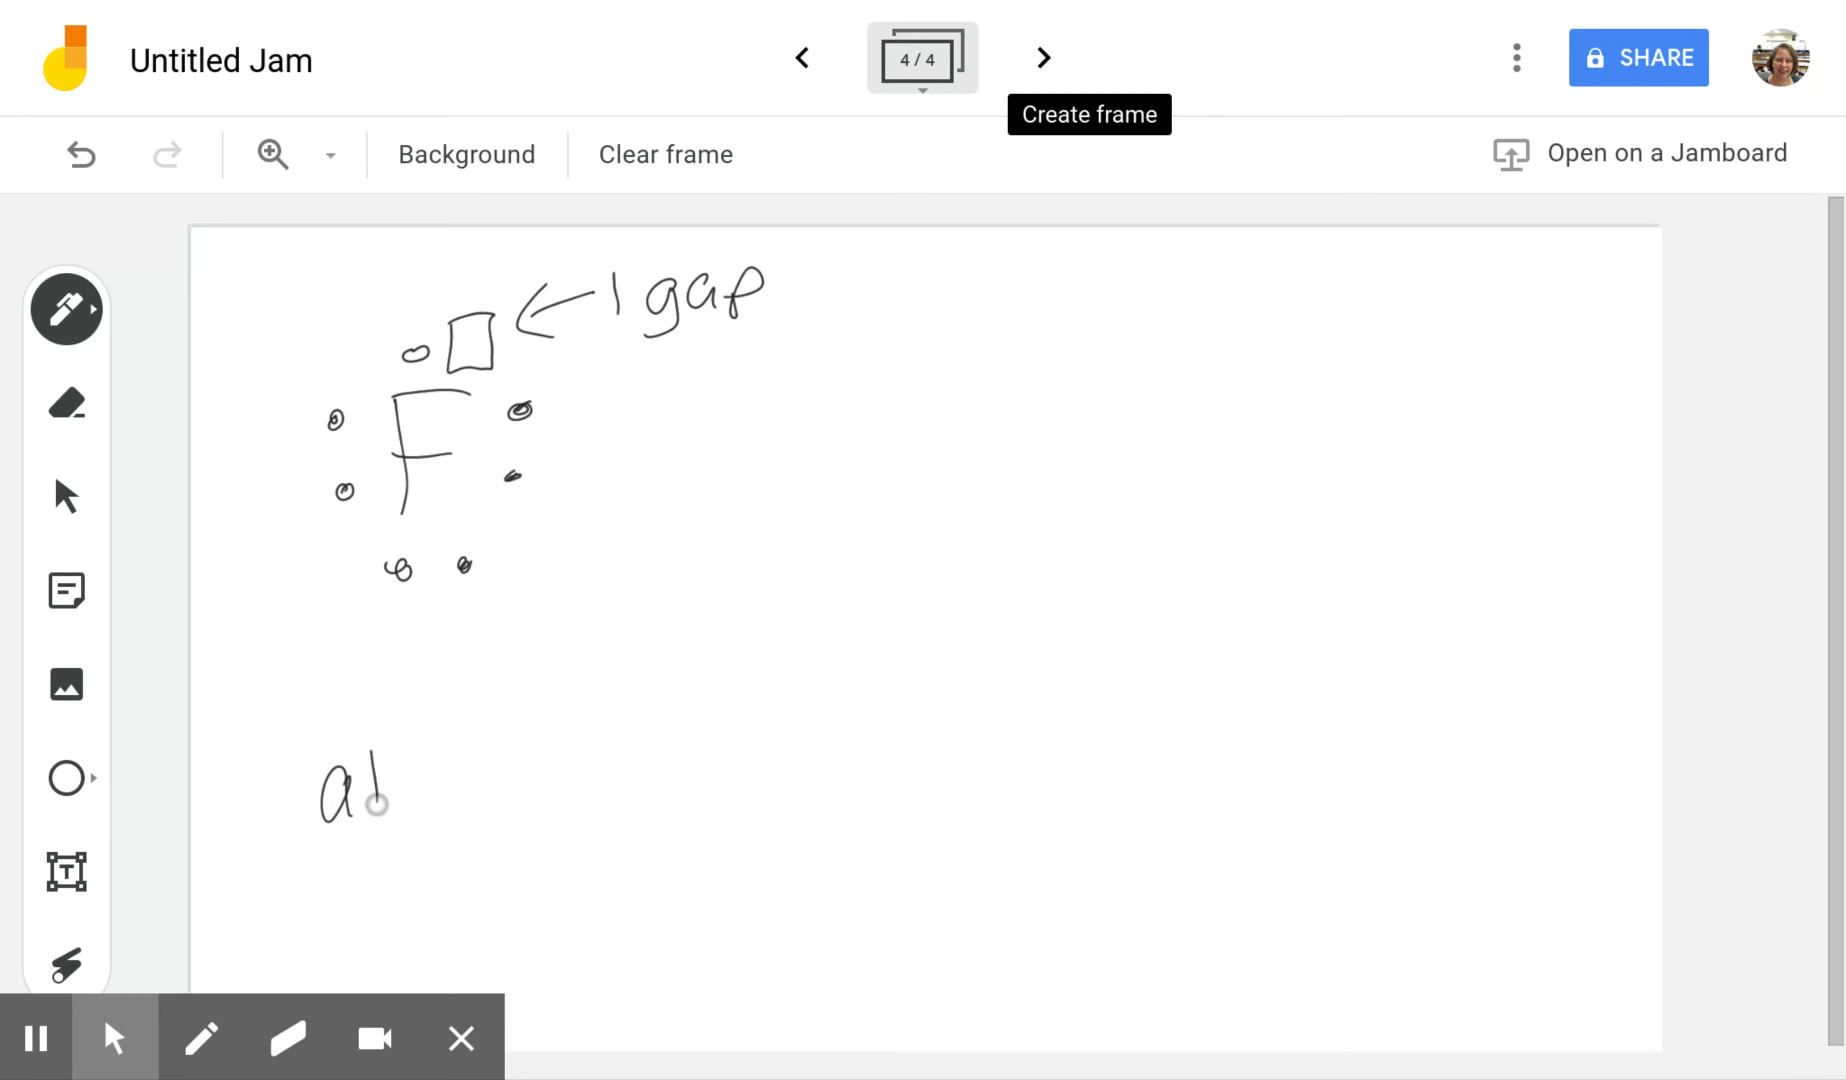 Untitled Jam
4 / 4
SHARE
Create frame
Background
Clear frame
Open on a Jamboard
1 gap
F
al